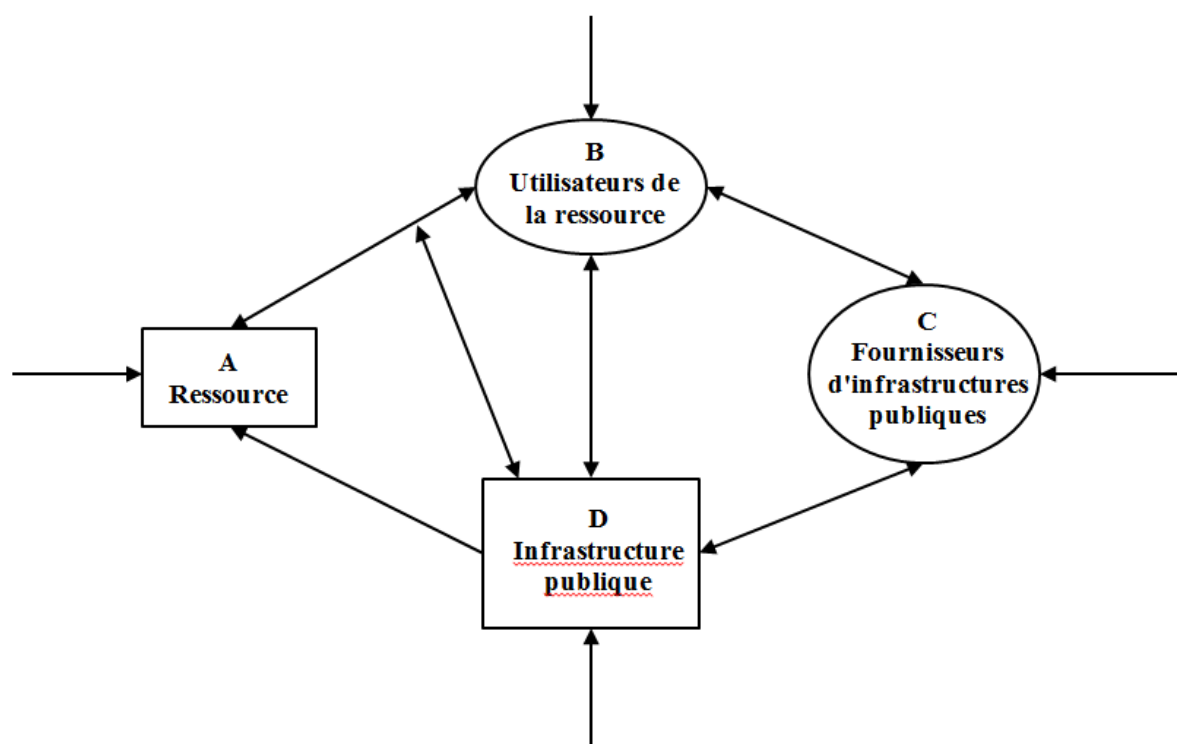 B
Utilisateurs de
la ressource
A
Ressource
C
Fournisseurs
d'infrastructures
publiques
D
Infrastructure
publique